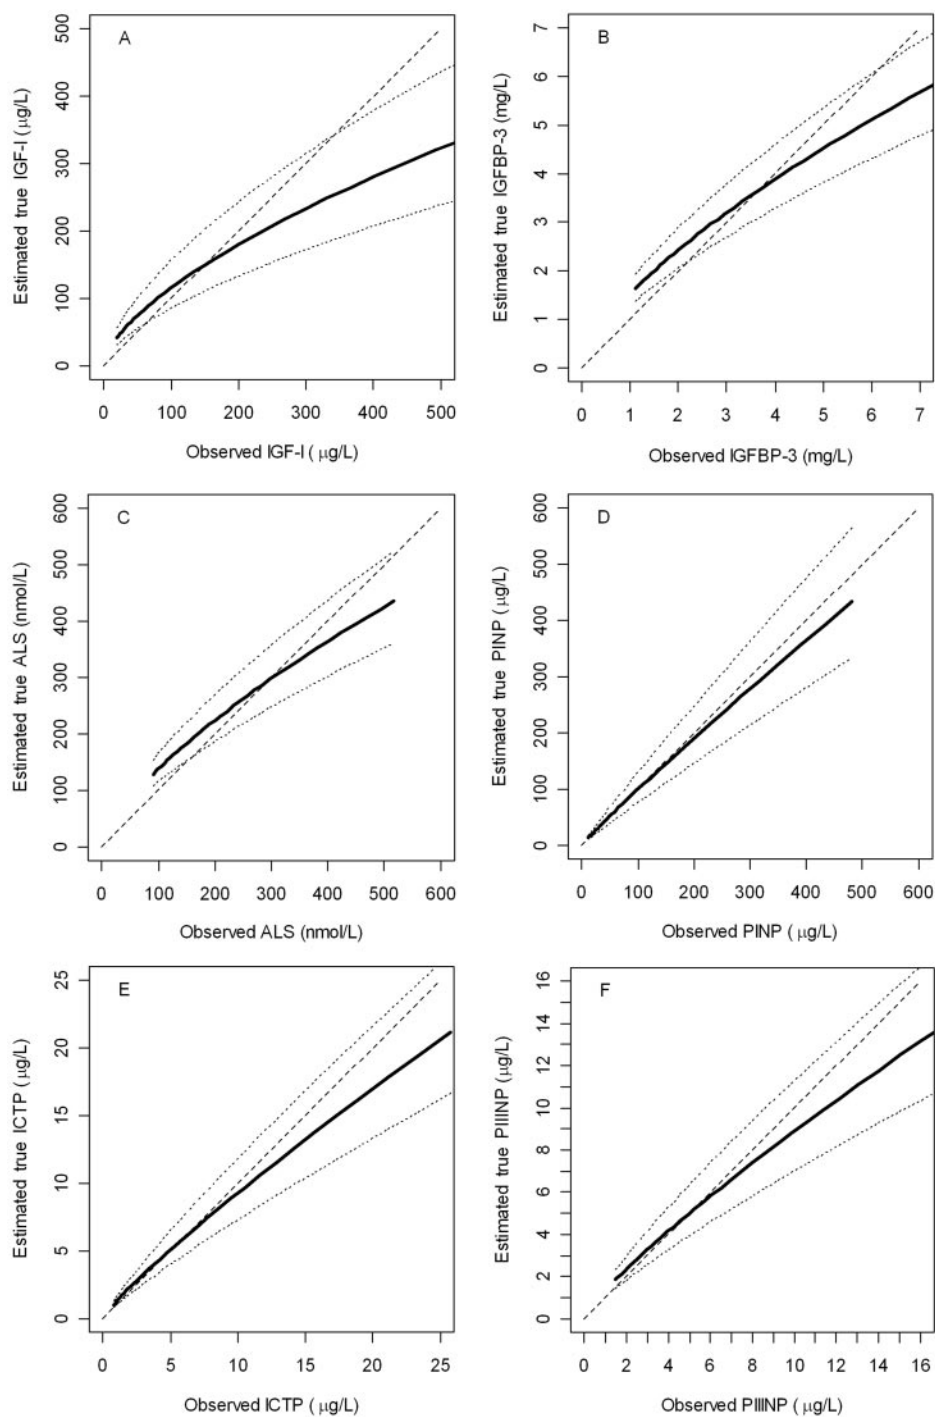 A
Estimated true IGF-I (μg/L)
500
400
300
200
100
0
0 100 200 300 400 500
Observed IGF-I ( μg/L)
B
Estimated true IGFBP-3 (mg/L)
7
6
5
4
3
2
1
0
0 1 2 3 4 5 6 7
Observed IGFBP-3 (mg/L)
C
Estimated true ALS (nmol/L)
600
500
400
300
200
100
0
0 100 200 300 400 500 600
Observed ALS (nmol/L)
D
Estimated true PINP (μg/L)
600
500
400
300
200
100
0
0 100 200 300 400 500 600
Observed PINP ( μg/L)
E
Estimated true ICTP (μg/L)
25
20
15
10
5
0
0 5 10 15 20 25
Observed ICTP ( μg/L)
F
Estimated true PIIINP (μg/L)
16
14
12
10
8
6
4
2
0
0 2 4 6 8 10 12 14 16
Observed PIIINP ( μg/L)